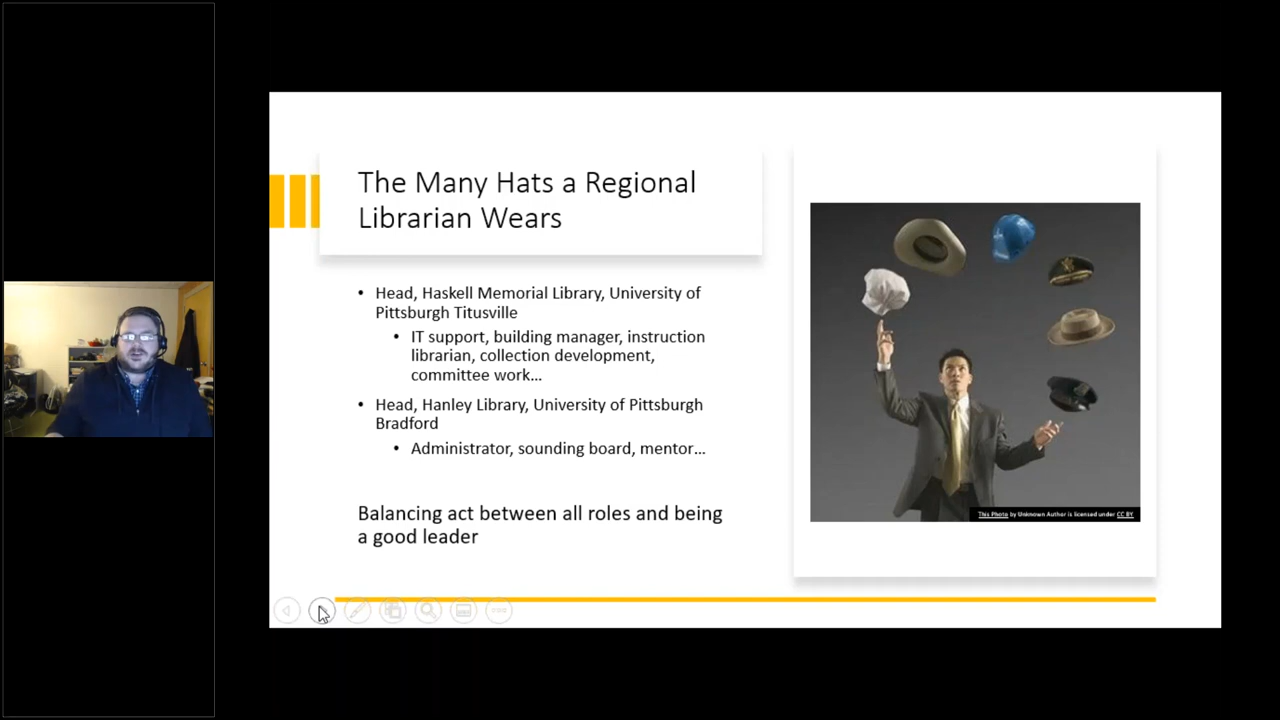 The Many Hats a Regional
Librarian Wears
• Head, Haskell Memorial Library, University of
Pittsburgh Titusville
• IT support, building manager, instruction
librarian, collection development,
committee work...
• Head, Hanley Library, University of Pittsburgh
Bradford
• Administrator, sounding board, mentor...
Balancing act between all roles and being
a good leader
This Photo by Unknown Author is licensed under CC BY